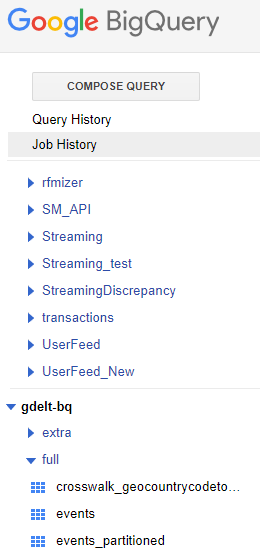 Google BigQuery
COMPOSE QUERY
Query History
Job History
rfmizer
SM_API
Streaming
Streaming_test
StreamingDiscrepancy
transactions
UserFeed
UserFeed_New
gdelt-bq
extra
full
crosswalk_geocountrycodeto...
events
events_partitioned